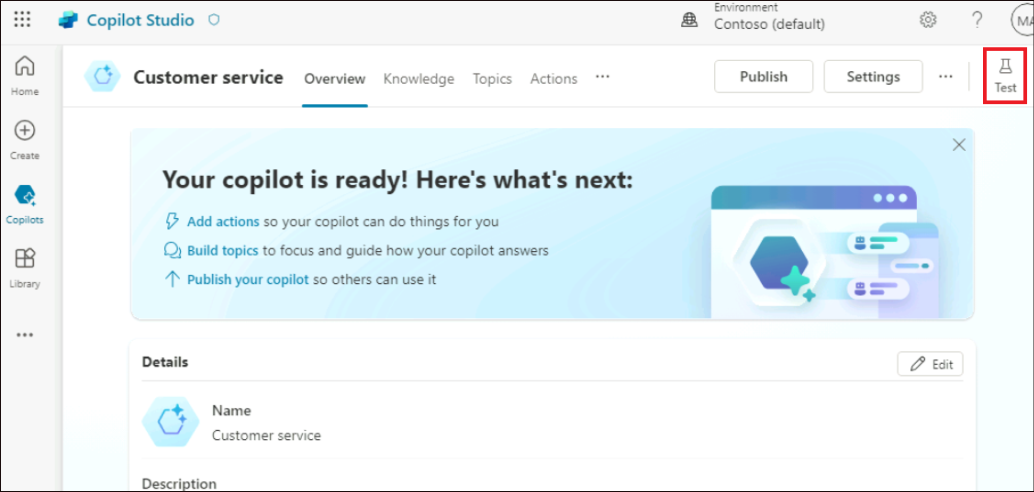 Copilot Studio
Environment
Contoso (default)
MA
Home
Create
Copilots
Library
Customer service
Overview
Knowledge
Topics
Actions
Publish
Settings
Test
Your copilot is ready! Here's what's next:
Add actions so your copilot can do things for you
Build topics to focus and guide how your copilot answers
Publish your copilot so others can use it
Details
Edit
Name
Customer service
Description